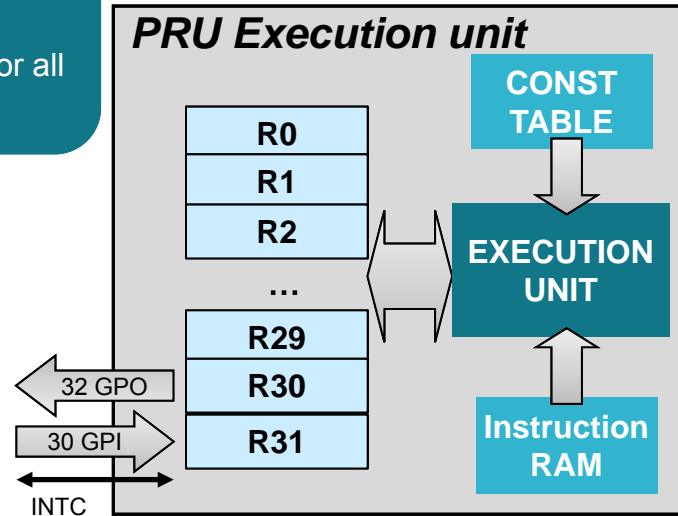 or all
PRU Execution unit
CONST
TABLE
R0
R1
R2
...
R29
R30
R31
EXECUTION
UNIT
Instruction
RAM
32 GPO
30 GPI
INTC